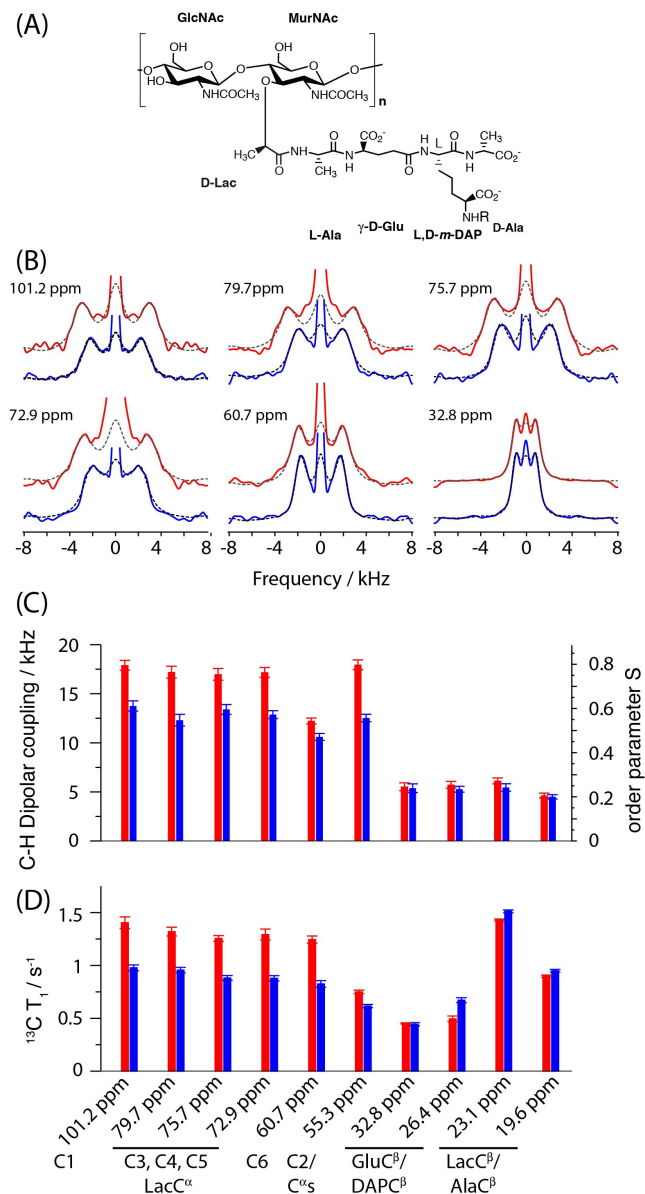 (A)
GlcNAc MurNAc
OH OH
O O O O O
HO NHCOCH3 O NHCOCH3 n
O CO2- H L O CH3
H3C HN N N N CO2-
O CH3 H O O H
CO2-
D-Lac
NHR
L-Ala γ-D-Glu L,D-m-DAP D-Ala
(B)
101.2 ppm 79.7ppm 75.7 ppm
72.9 ppm 60.7 ppm 32.8 ppm
-8 -4 0 4 8 -8 -4 0 4 8 -8 -4 0 4 8
Frequency / kHz
(C)
C-H Dipolar coupling / kHz
20
15
10
5
0
0.8
0.6
0.4
0.2
0
order parameter S
(D)
13C T1 / s-1
1.5
1
0.5
0
101.2 ppm 79.7 ppm 75.7 ppm 72.9 ppm 60.7 ppm 55.3 ppm 32.8 ppm 26.4 ppm 23.1 ppm 19.6 ppm
C1 C3, C4, C5 C6 C2/ GluCβ/ LacCβ/
LacCα Cαs DAPCβ AlaCβ